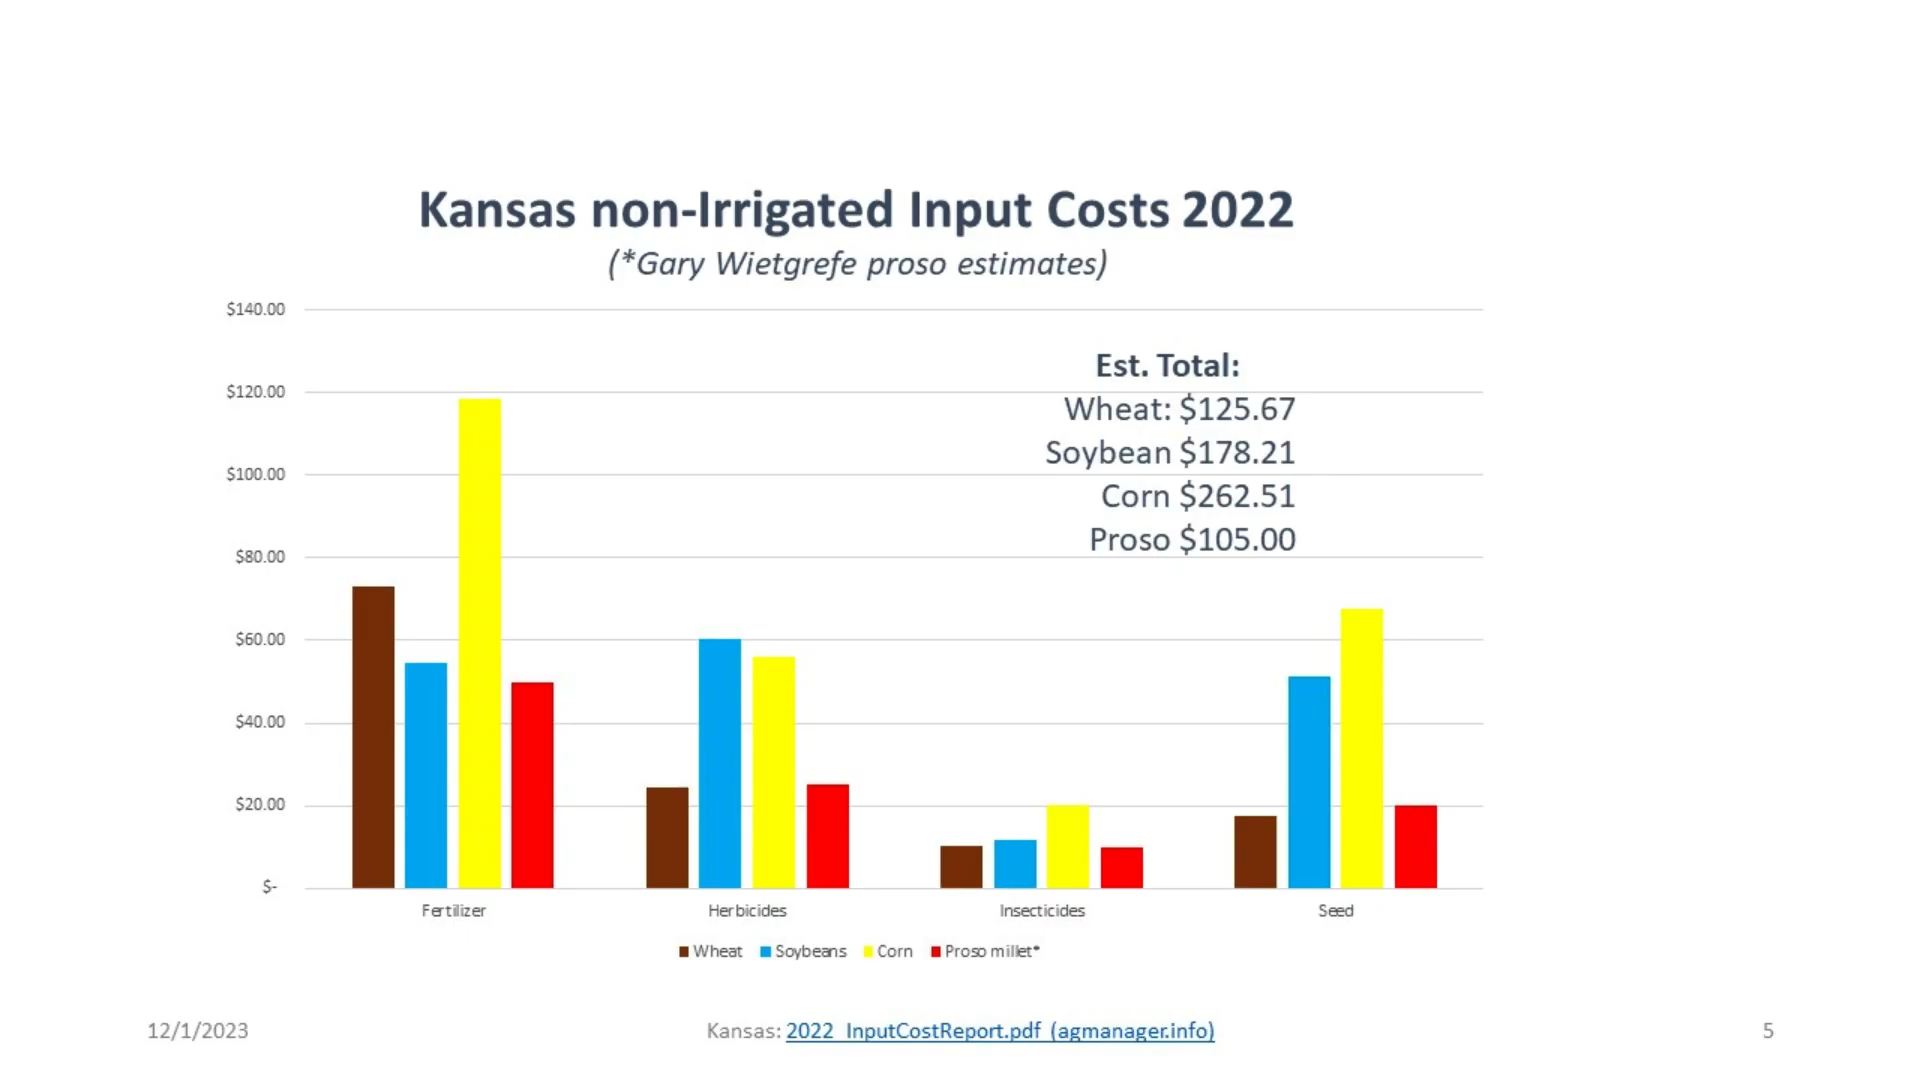 Kansas non-Irrigated Input Costs 2022
(*Gary Wietgrefe proso estimates)
$140.00
$120.00
$100.00
$80.00
$60.00
$40.00
$20.00
$-
Est. Total:
Wheat: $125.67
Soybean $178.21
Corn $262.51
Proso $105.00
Fertilizer
Herbicides
Insecticides
Seed
Wheat
Soybeans
Corn
Proso millet*
12/1/2023
Kansas: 2022_InputCostReport.pdf (agmanager.info)
5